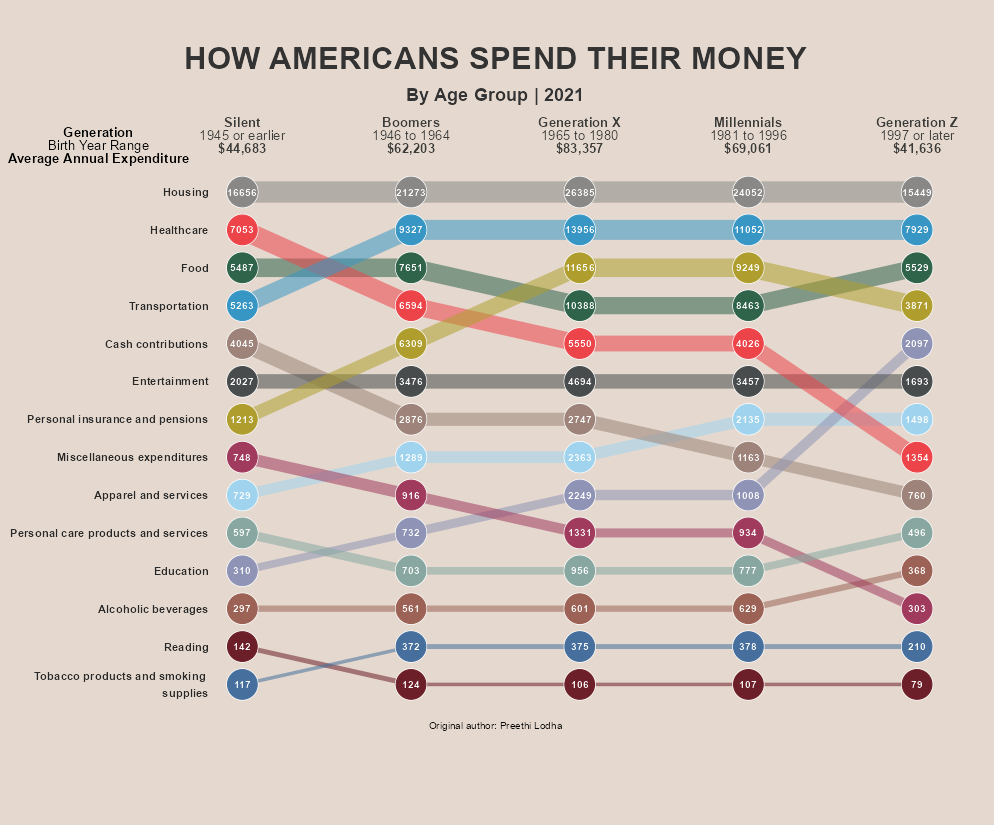 HOW AMERICANS SPEND THEIR MONEY
By Age Group | 2021
Generation
Birth Year Range
Average Annual Expenditure
Silent
1945 or earlier
$44,683
Boomers
1946 to 1964
$62,203
Generation X
1965 to 1980
$83,357
Millennials
1981 to 1996
$69,061
Generation Z
1997 or later
$41,636
Housing 16656 21273 26385 24052 15449
Healthcare 7053 9327 13956 11052 7929
Food 5487 7651 11656 9249 5529
Transportation 5263 6594 10388 8463 3871
Cash contributions 4045 6309 5550 4026 2097
Entertainment 2027 3476 4694 3457 1693
Personal insurance and pensions 1213 2876 2747 2135 1498
Miscellaneous expenditures 748 1289 2363 1163 1354
Apparel and services 729 916 2249 1008 760
Personal care products and services 597 732 1331 934 496
Education 310 703 956 777 368
Alcoholic beverages 297 561 601 629 303
Reading 142 372 375 378 210
Tobacco products and smoking
supplies 117 124 106 107 79
Original author: Preethi Lodha